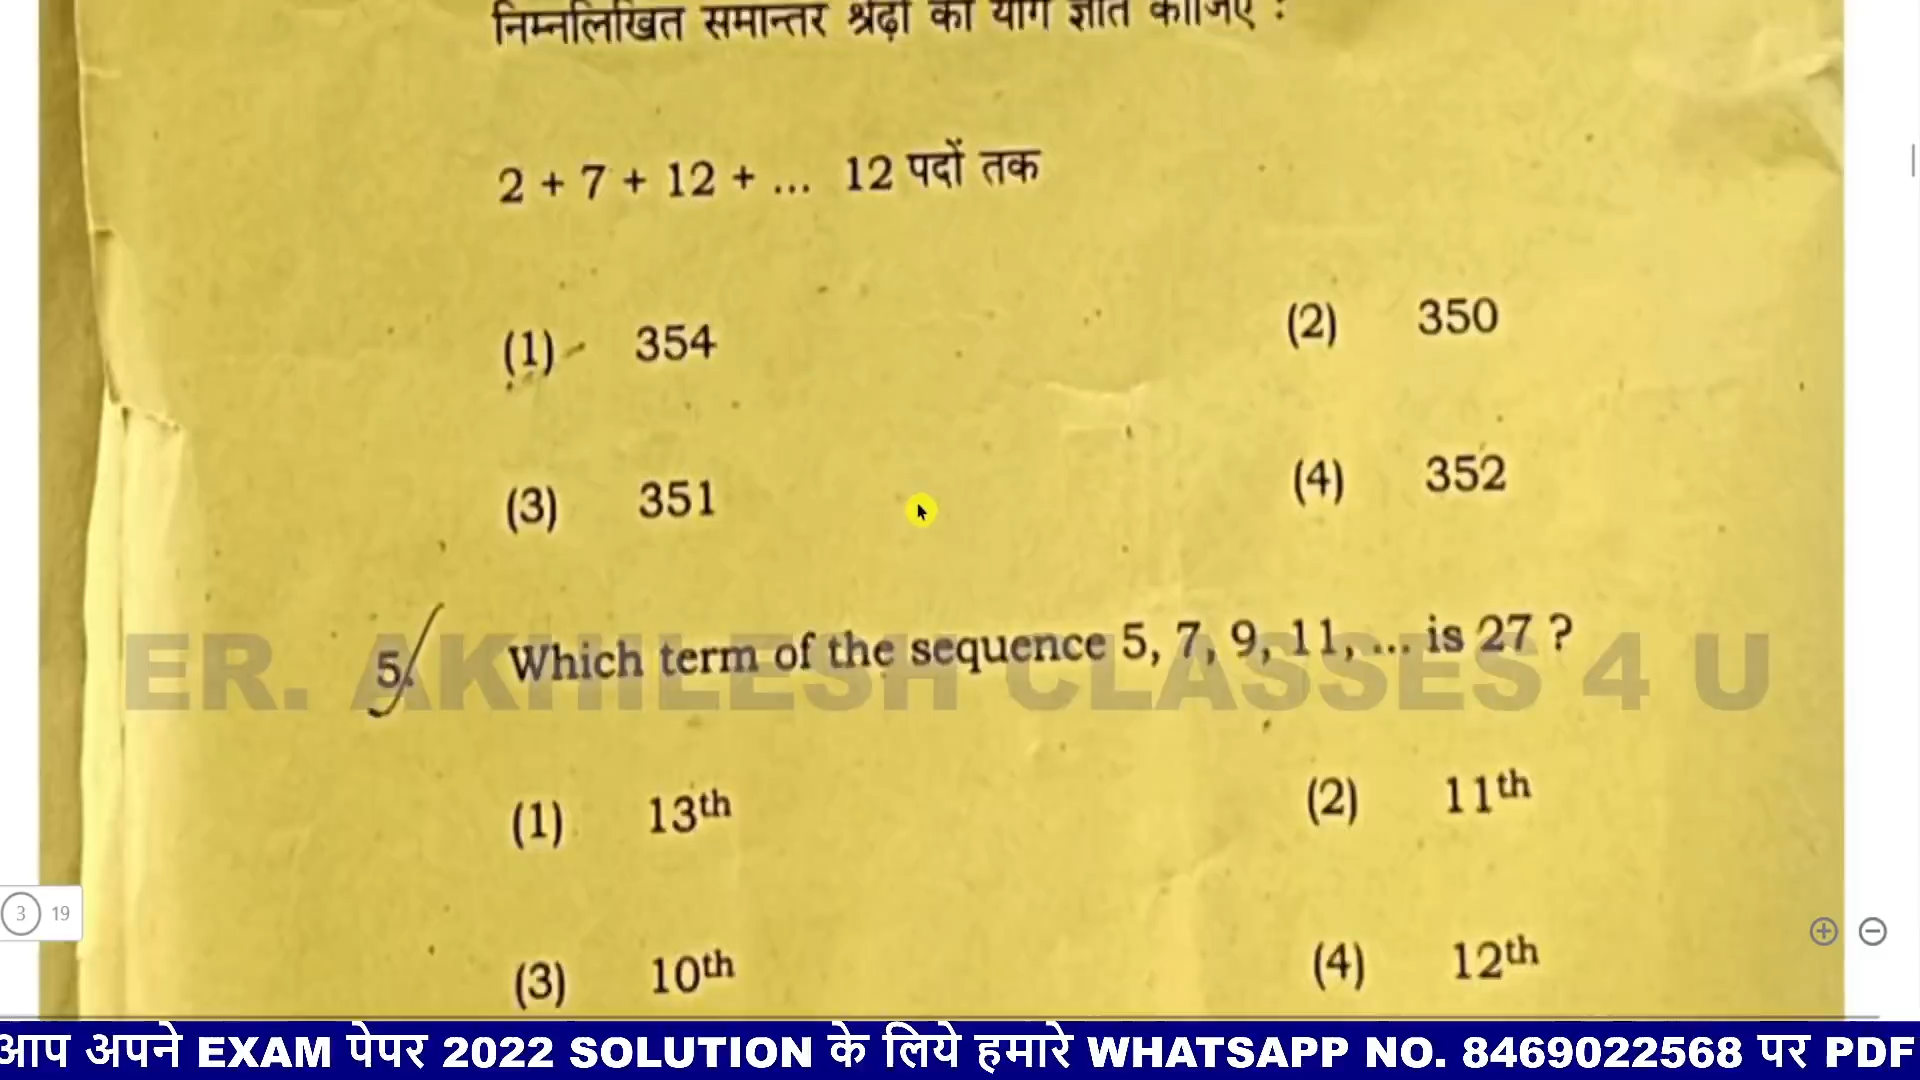 निम्नलिखित समान्तर श्रेढ़ी का योग ज्ञात कीजिए :
2 + 7 + 12 + ... 12 पदों तक
(1) 354
(2) 350
(3) 351
(4) 352
ER. AKHILESH CLASSES 4 U
5. Which term of the sequence 5, 7, 9, 11, ... is 27 ?
(1) 13th
(2) 11th
(3) 10th
(4) 12th
3 19
आप अपने EXAM पेपर 2022 SOLUTION के लिये हमारे WHATSAPP NO. 8469022568 पर PDF